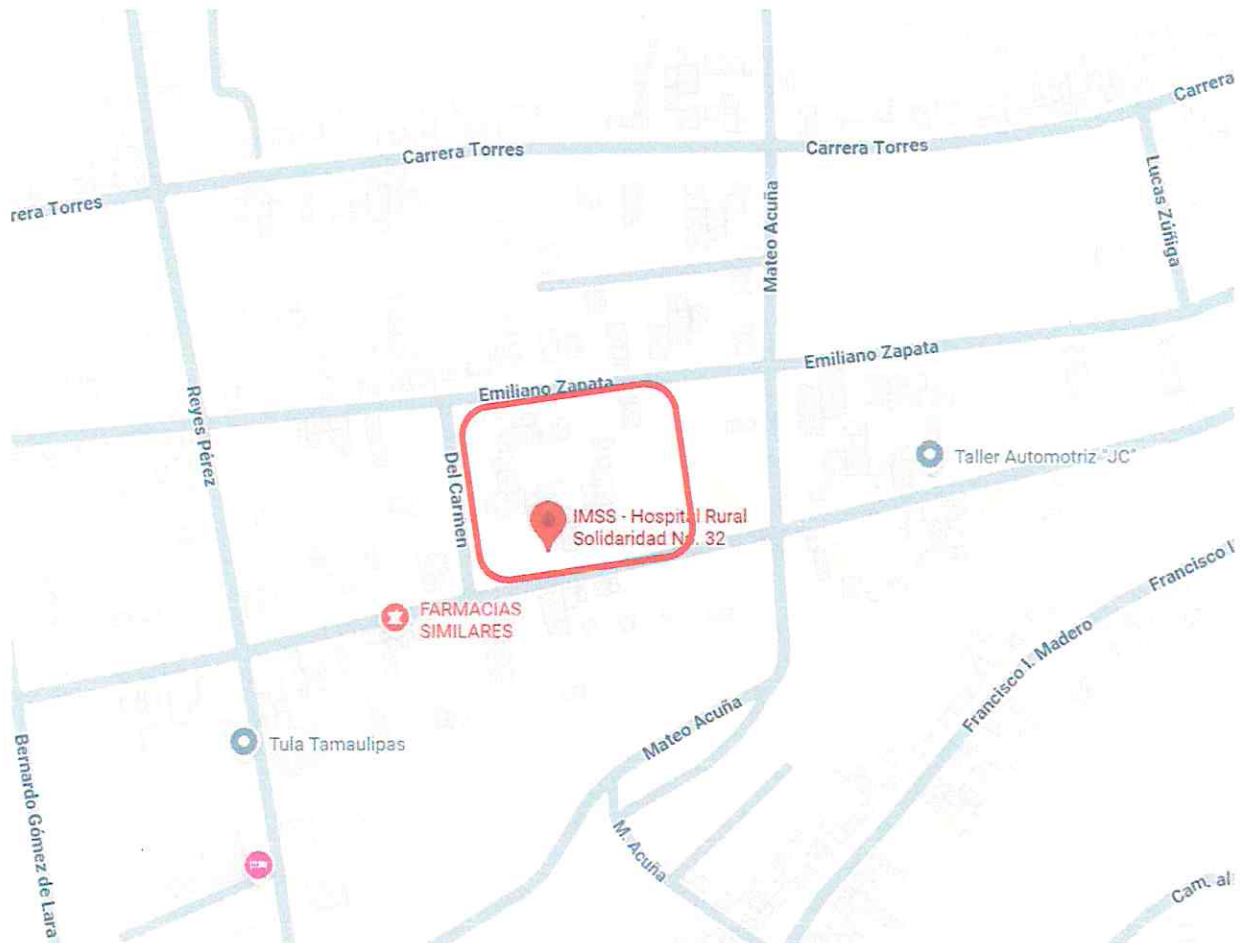 Carrera
Carrera Torres
Carrera Torres
rera Torres
Lucas Zúñiga
Mateo Acuña
Emiliano Zapata
Emiliano Zapata
Reyes Pérez
Del Carmen
Taller Automotriz "JC"
IMSS - Hospital Rural
Solidaridad No. 32
Francisco I
FARMACIAS
SIMILARES
Francisco I. Madero
Mateo Acuña
Tula Tamaulipas
Bernardo Gómez de Lara
M. Acuña
Cam. al